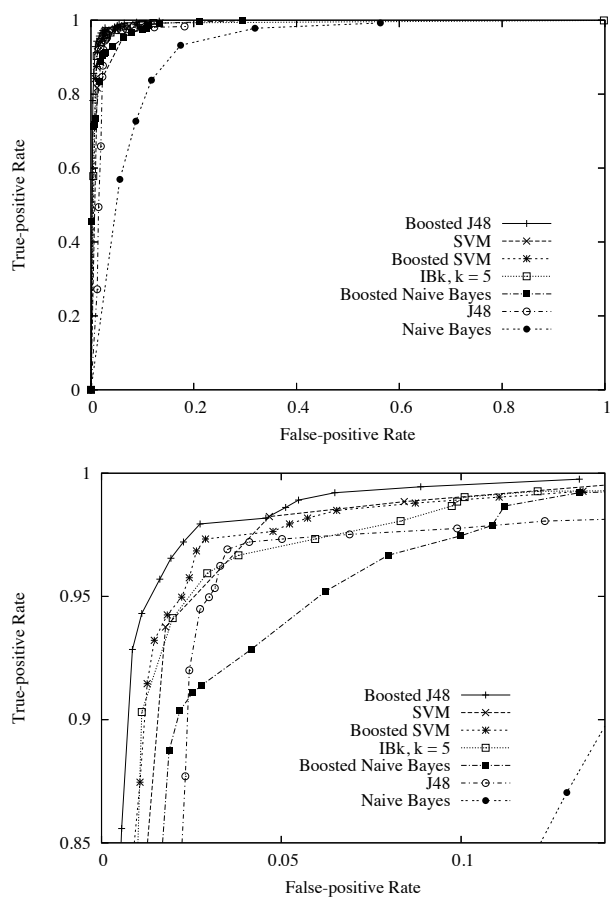 1
0.8
0.6
0.4
0.2
0
True-positive Rate
Boosted J48
SVM
Boosted SVM
IBk, k = 5
Boosted Naive Bayes
J48
Naive Bayes
0 0.2 0.4 0.6 0.8 1
False-positive Rate
1
0.95
0.9
0.85
True-positive Rate
Boosted J48
SVM
Boosted SVM
IBk, k = 5
Boosted Naive Bayes
J48
Naive Bayes
0 0.05 0.1
False-positive Rate